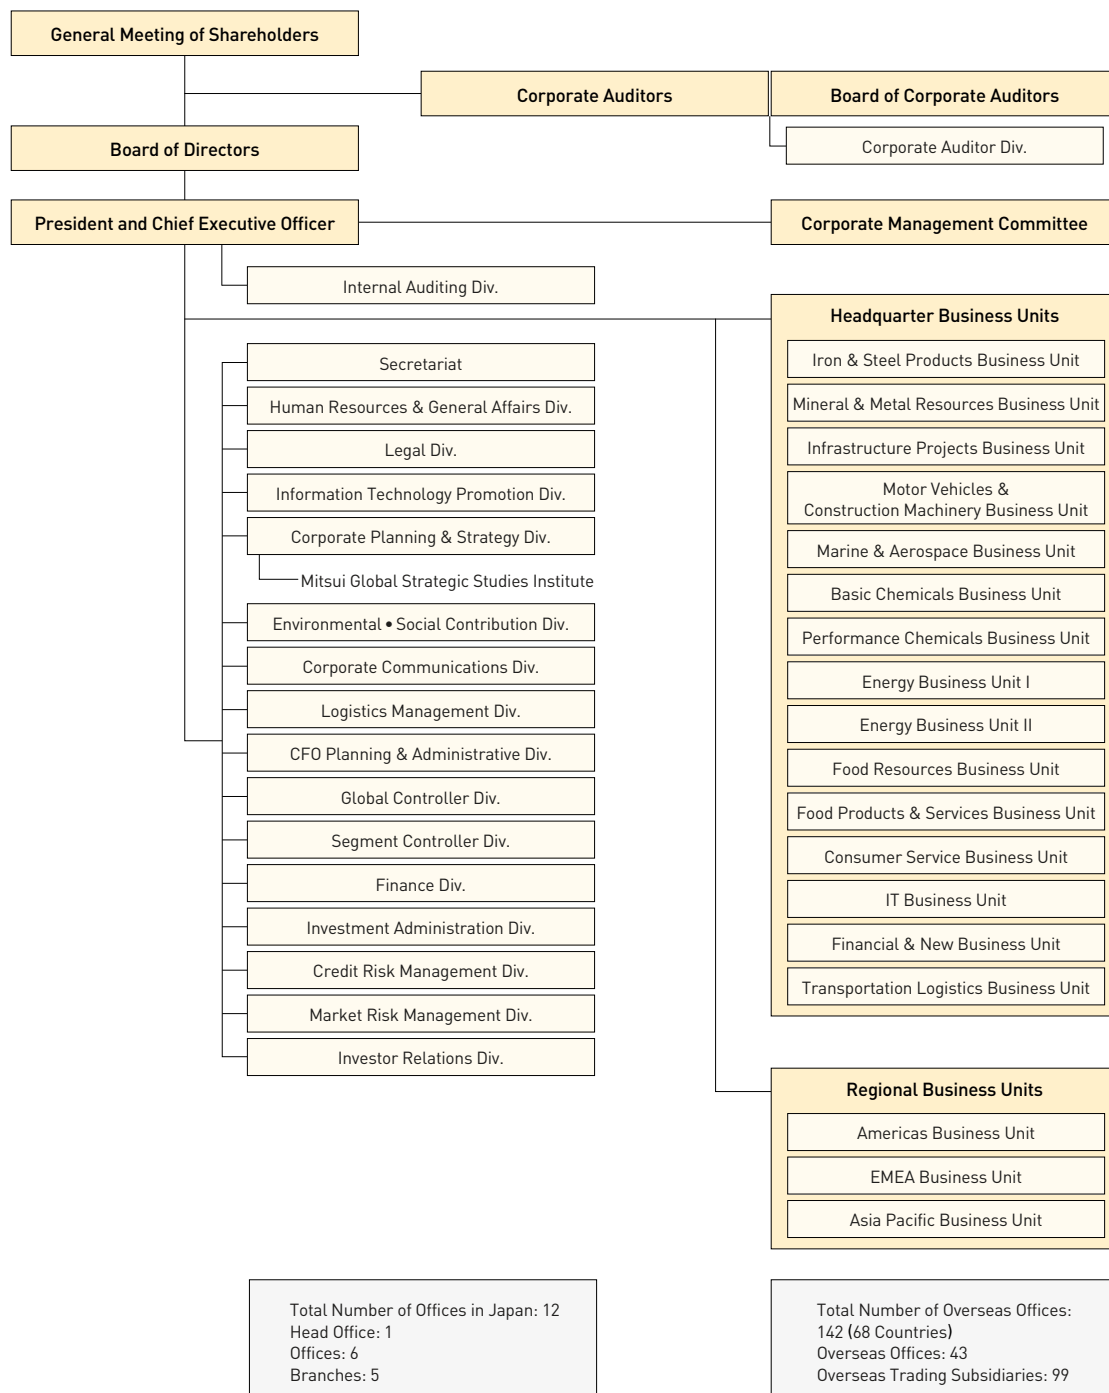 General Meeting of Shareholders
Corporate Auditors
Board of Corporate Auditors
Board of Directors
Corporate Auditor Div.
President and Chief Executive Officer
Corporate Management Committee
Internal Auditing Div.
Secretariat
Human Resources & General Affairs Div.
Legal Div.
Information Technology Promotion Div.
Corporate Planning & Strategy Div.
Mitsui Global Strategic Studies Institute
Environmental • Social Contribution Div.
Corporate Communications Div.
Logistics Management Div.
CFO Planning & Administrative Div.
Global Controller Div.
Segment Controller Div.
Finance Div.
Investment Administration Div.
Credit Risk Management Div.
Market Risk Management Div.
Investor Relations Div.
Headquarter Business Units
Iron & Steel Products Business Unit
Mineral & Metal Resources Business Unit
Infrastructure Projects Business Unit
Motor Vehicles &
Construction Machinery Business Unit
Marine & Aerospace Business Unit
Basic Chemicals Business Unit
Performance Chemicals Business Unit
Energy Business Unit I
Energy Business Unit II
Food Resources Business Unit
Food Products & Services Business Unit
Consumer Service Business Unit
IT Business Unit
Financial & New Business Unit
Transportation Logistics Business Unit
Regional Business Units
Americas Business Unit
EMEA Business Unit
Asia Pacific Business Unit
Total Number of Offices in Japan: 12
Head Office: 1
Offices: 6
Branches: 5
Total Number of Overseas Offices:
142 (68 Countries)
Overseas Offices: 43
Overseas Trading Subsidiaries: 99